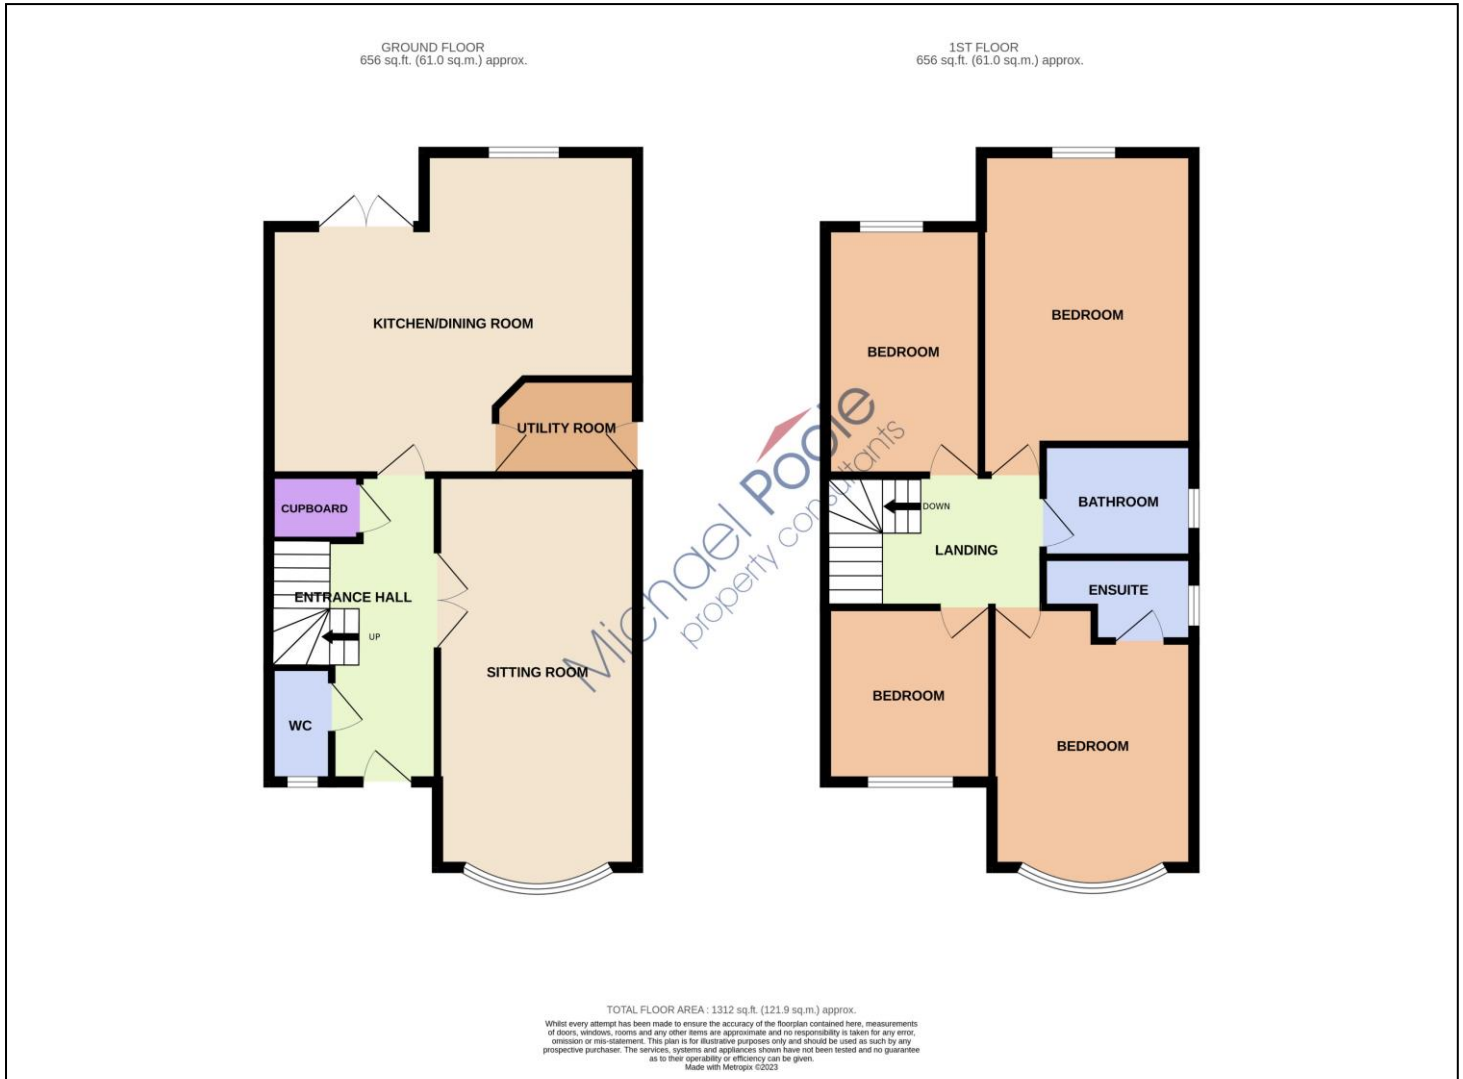 GROUND FLOOR
656 sq.ft. (61.0 sq.m.) approx.
1ST FLOOR
656 sq.ft. (61.0 sq.m.) approx.
KITCHEN/DINING ROOM
UTILITY ROOM
CUPBOARD
ENTRANCE HALL
UP
SITTING ROOM
WC
BEDROOM
BEDROOM
DOWN
BATHROOM
LANDING
ENSUITE
BEDROOM
BEDROOM
Michael Poole
property consultants
TOTAL FLOOR AREA : 1312 sq.ft. (121.9 sq.m.) approx.
Whilst every attempt has been made to ensure the accuracy of the floorplan contained here, measurements
of doors, windows, rooms and any other items are approximate and no responsibility is taken for any error,
omission or mis-statement. This plan is for illustrative purposes only and should be used as such by any
prospective purchaser. The services, systems and appliances shown have not been tested and no guarantee
as to their operability or efficiency can be given.
Made with Metropix ©2023